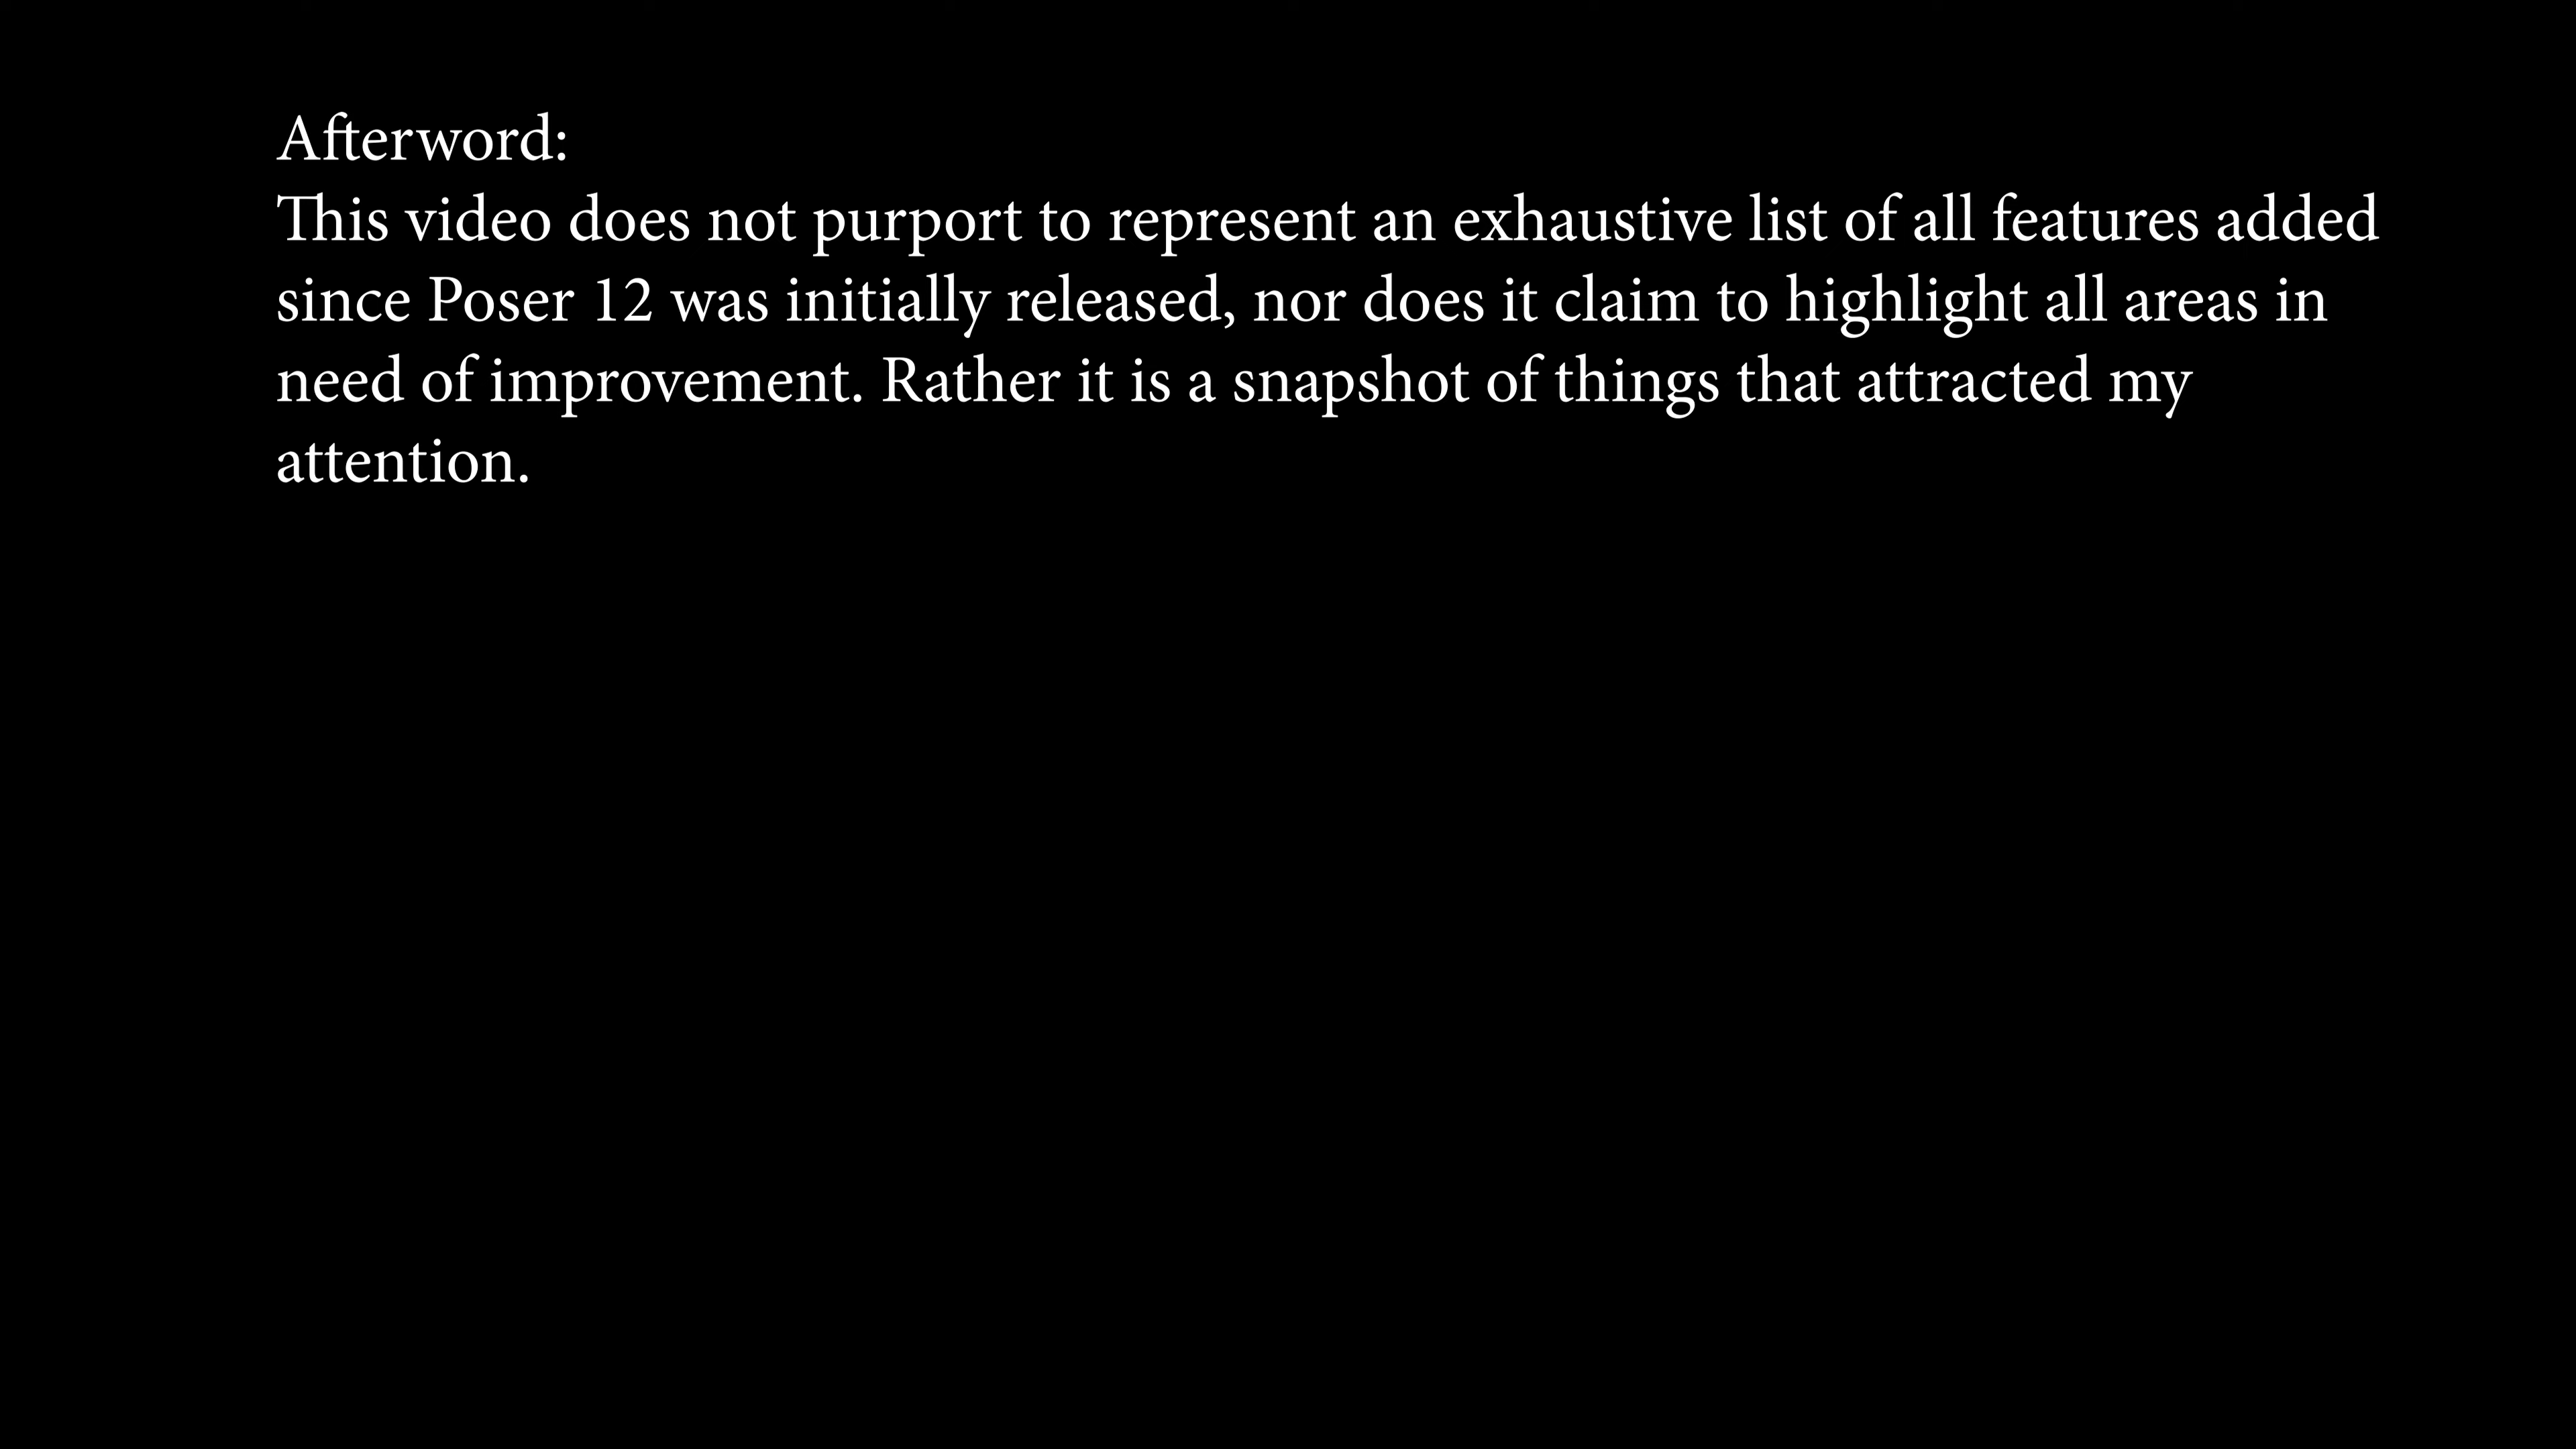 Afterword:
This video does not purport to represent an exhaustive list of all features added
since Poser 12 was initially released, nor does it claim to highlight all areas in
need of improvement. Rather it is a snapshot of things that attracted my
attention.